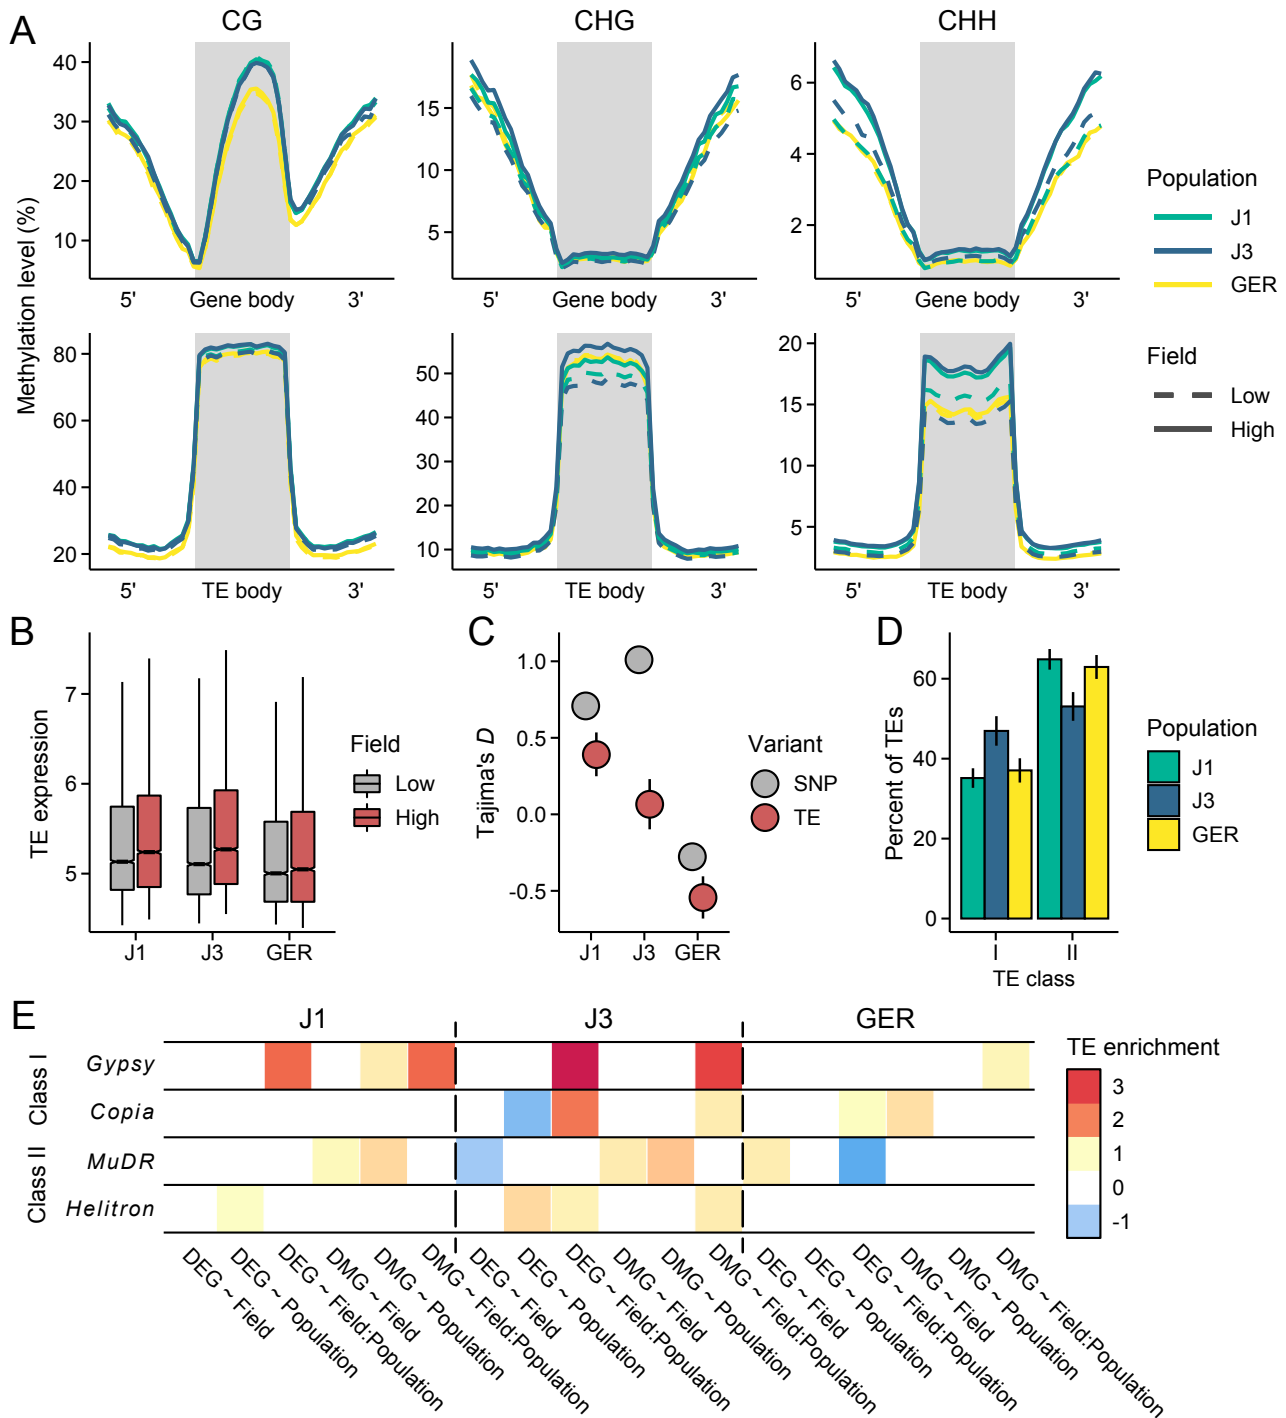 A
CG
CHG
CHH
Methylation level (%)
40
30
20
10
15
10
5
6
4
2
5'
Gene body
3'
5'
Gene body
3'
5'
Gene body
3'
80
60
40
20
50
40
30
20
10
20
15
10
5
5'
TE body
3'
5'
TE body
3'
5'
TE body
3'
Population
J1
J3
GER
Field
Low
High
B
TE expression
7
6
5
J1
J3
GER
Field
Low
High
C
Tajima's D
1.0
0.5
0.0
-0.5
J1
J3
GER
Variant
SNP
TE
D
Percent of TEs
60
40
20
0
I
II
TE class
Population
J1
J3
GER
E
J1
J3
GER
Class I
Gypsy
Copia
Class II
MuDR
Helitron
DEG ~ Field
DEG ~ Population
DEG ~ Field:Population
DMG ~ Field
DMG ~ Population
DMG ~ Field:Population
DEG ~ Field
DEG ~ Population
DEG ~ Field:Population
DMG ~ Field
DMG ~ Population
DMG ~ Field:Population
DEG ~ Field
DEG ~ Population
DEG ~ Field:Population
DMG ~ Field
DMG ~ Population
DMG ~ Field:Population
TE enrichment
3
2
1
0
-1